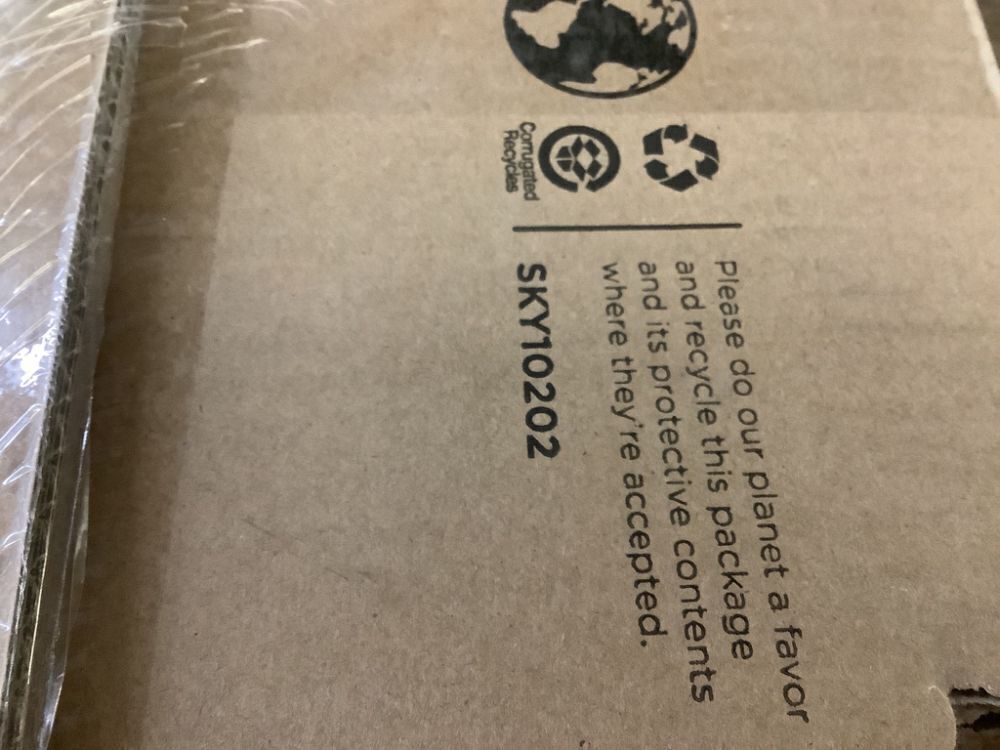 Please do our planet a favor
and recycle this package
and its protective contents
where they're accepted.
SKY10202
Corrugated
Recycles